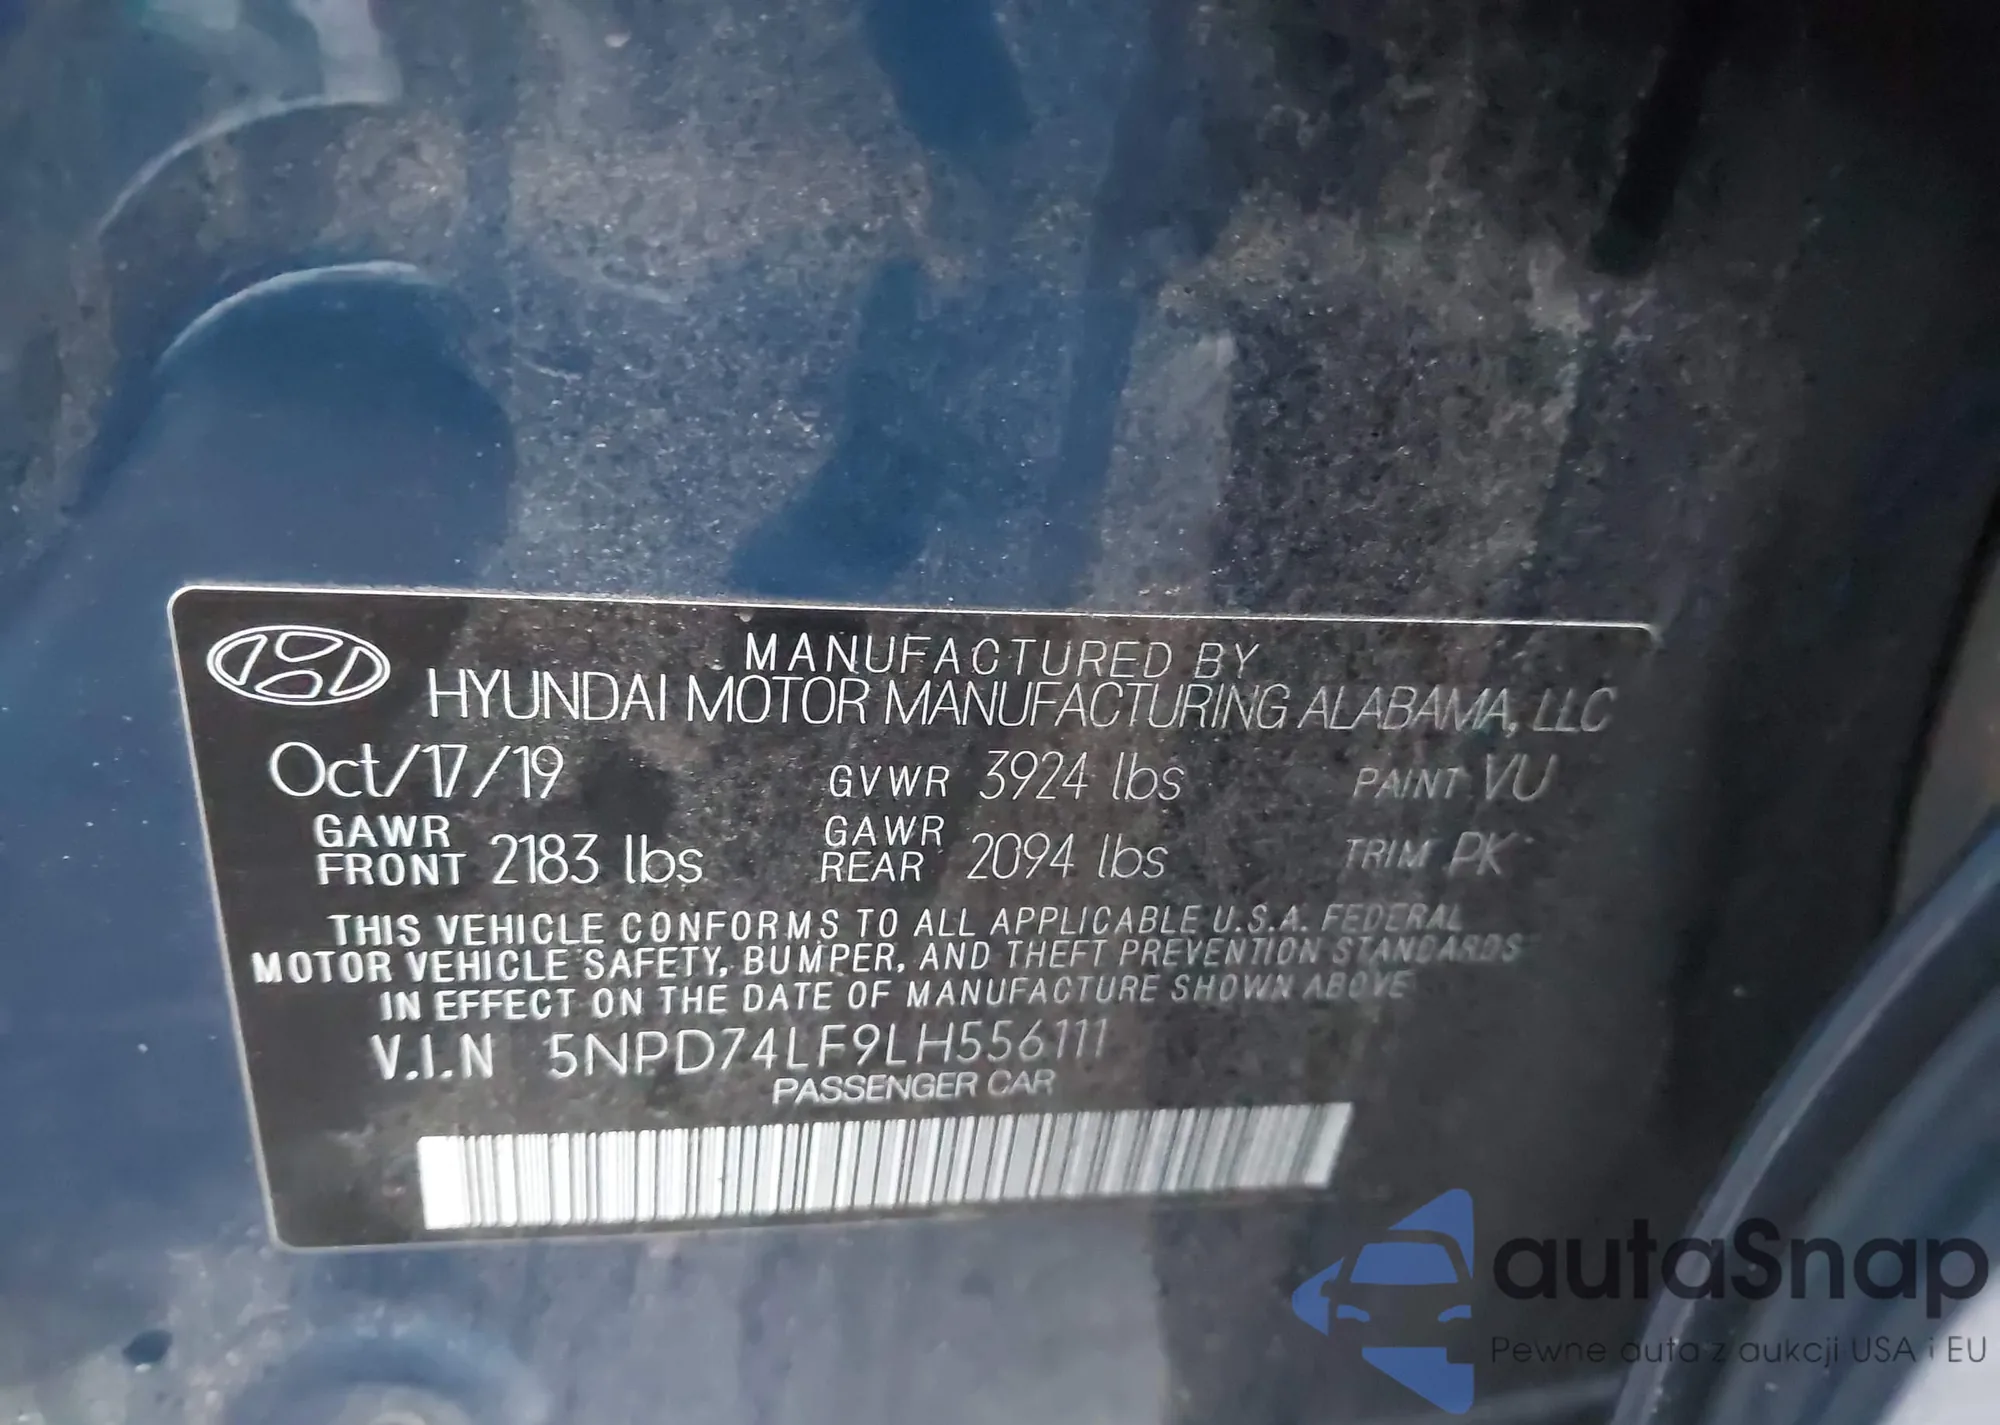 MANUFACTURED BY
HYUNDAI MOTOR MANUFACTURING ALABAMA, LLC
Oct/17/19 GVWR 3924 lbs PAINT VU
GAWR FRONT 2183 lbs GAWR REAR 2094 lbs TRIM PK
THIS VEHICLE CONFORMS TO ALL APPLICABLE U.S.A. FEDERAL
MOTOR VEHICLE SAFETY, BUMPER, AND THEFT PREVENTION STANDARDS
IN EFFECT ON THE DATE OF MANUFACTURE SHOWN ABOVE
V.I.N 5NPD74LF9LH556111
PASSENGER CAR
autaSnap
Pewne auta z aukcji USA i EU